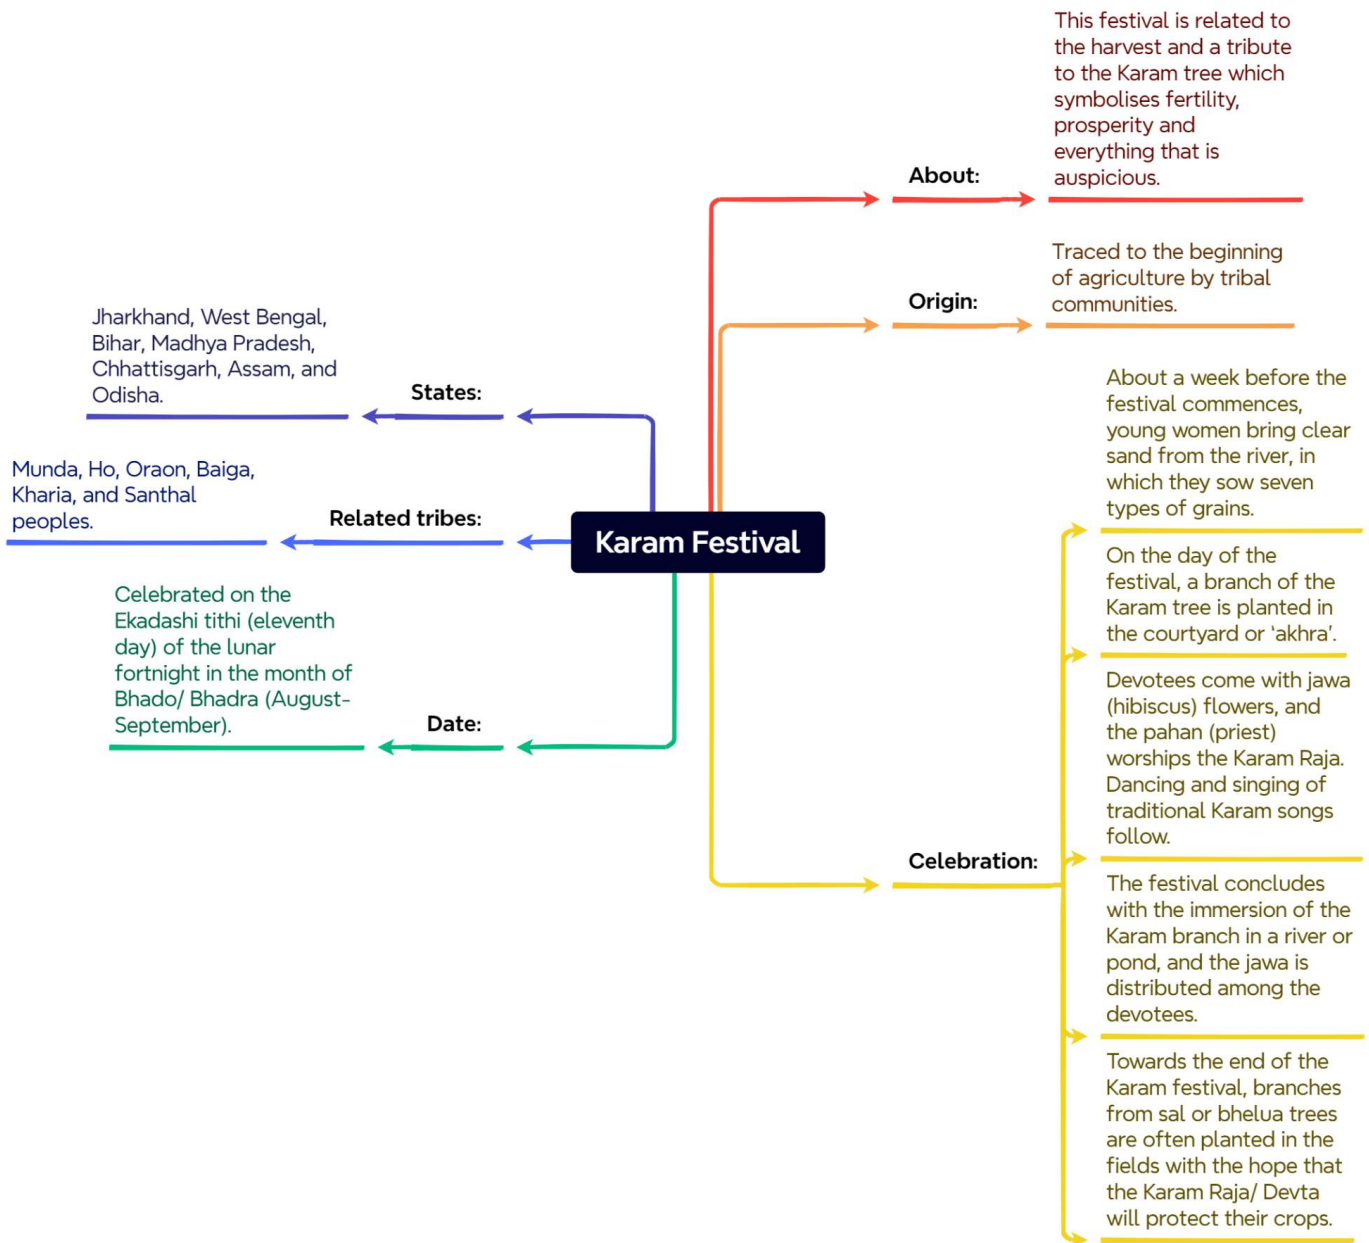 Karam Festival
About:
This festival is related to
the harvest and a tribute
to the Karam tree which
symbolises fertility,
prosperity and
everything that is
auspicious.
Origin:
Traced to the beginning
of agriculture by tribal
communities.
Celebration:
About a week before the
festival commences,
young women bring clear
sand from the river, in
which they sow seven
types of grains.
On the day of the
festival, a branch of the
Karam tree is planted in
the courtyard or ‘akhra’.
Devotees come with jawa
(hibiscus) flowers, and
the pahan (priest)
worships the Karam Raja.
Dancing and singing of
traditional Karam songs
follow.
The festival concludes
with the immersion of the
Karam branch in a river or
pond, and the jawa is
distributed among the
devotees.
Towards the end of the
Karam festival, branches
from sal or bhelua trees
are often planted in the
fields with the hope that
the Karam Raja/ Devta
will protect their crops.
States:
Jharkhand, West Bengal,
Bihar, Madhya Pradesh,
Chhattisgarh, Assam, and
Odisha.
Related tribes:
Munda, Ho, Oraon, Baiga,
Kharia, and Santhal
peoples.
Date:
Celebrated on the
Ekadashi tithi (eleventh
day) of the lunar
fortnight in the month of
Bhado/ Bhadra (August-
September).